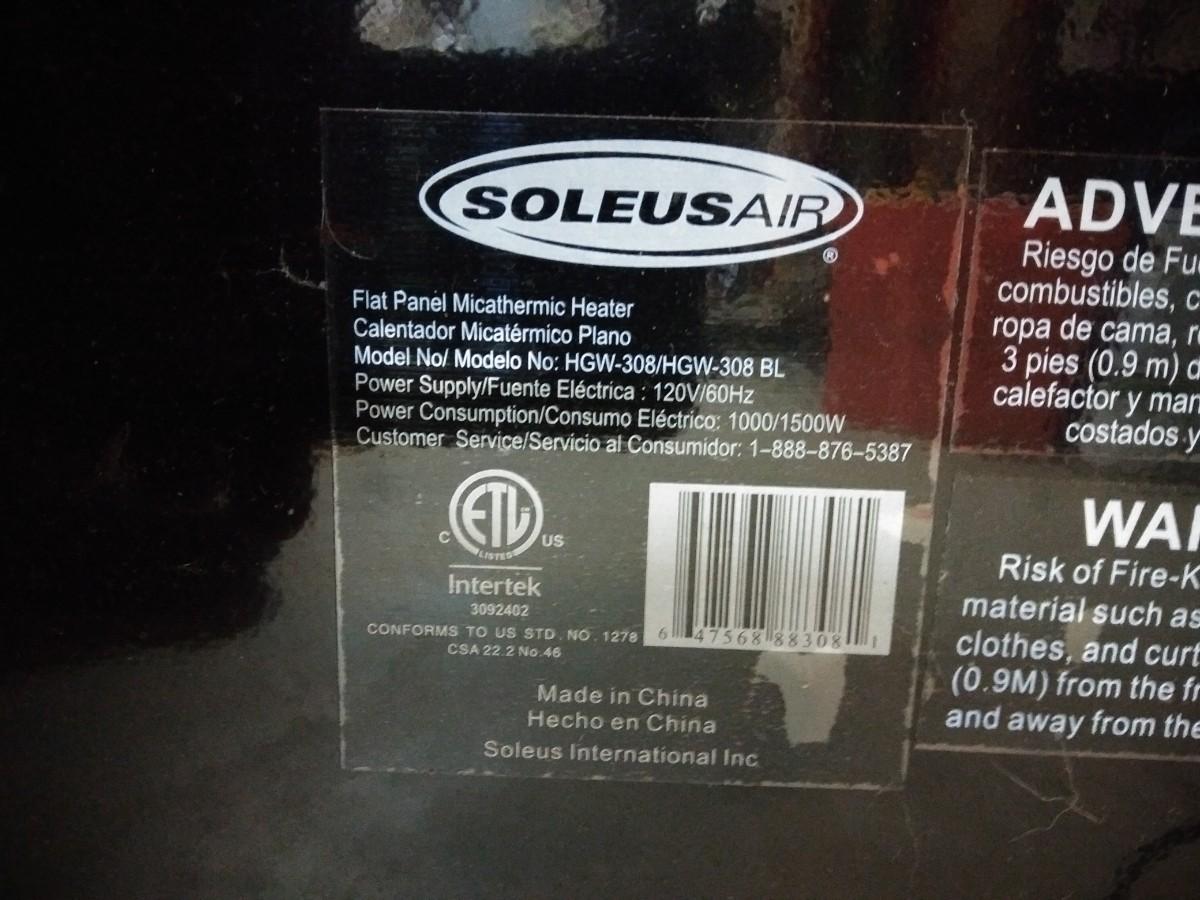 SOLEUSAIR
®
Flat Panel Micathermic Heater
Calentador Micatérmico Plano
Model No/ Modelo No: HGW-308/HGW-308 BL
Power Supply/Fuente Eléctrica : 120V/60Hz
Power Consumption/Consumo Eléctrico: 1000/1500W
Customer Service/Servicio al Consumidor: 1-888-876-5387
ETL
LISTED
C US
Intertek
3092402
CONFORMS TO US STD. NO. 1278
CSA 22.2 No.46
6 47568 88308 1
Made in China
Hecho en China
Soleus International Inc
ADVE
Riesgo de Fu
combustibles, c
ropa de cama, r
3 pies (0.9 m) d
calefactor y man
costados y
WAR
Risk of Fire-K
material such as
clothes, and curt
(0.9M) from the fr
and away from the